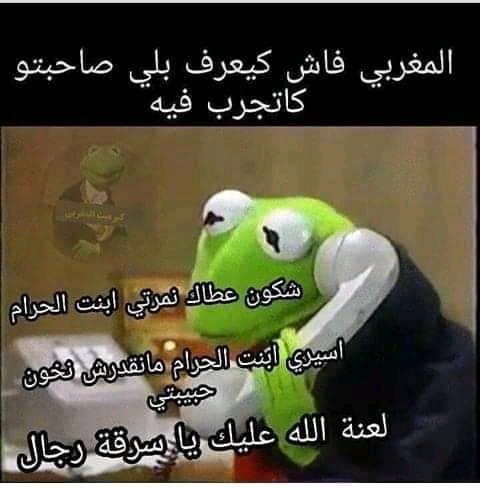 المغربي فاش كيعرف بلي صاحبتو
كاتجرب فيه
كرميت المغربي
شكون عطاك نمرتي ابنت الحرام
اسيري ابنت الحرام مانقدرش نخون
حبيبتي
لعنة الله عليك يا سرقة رجال